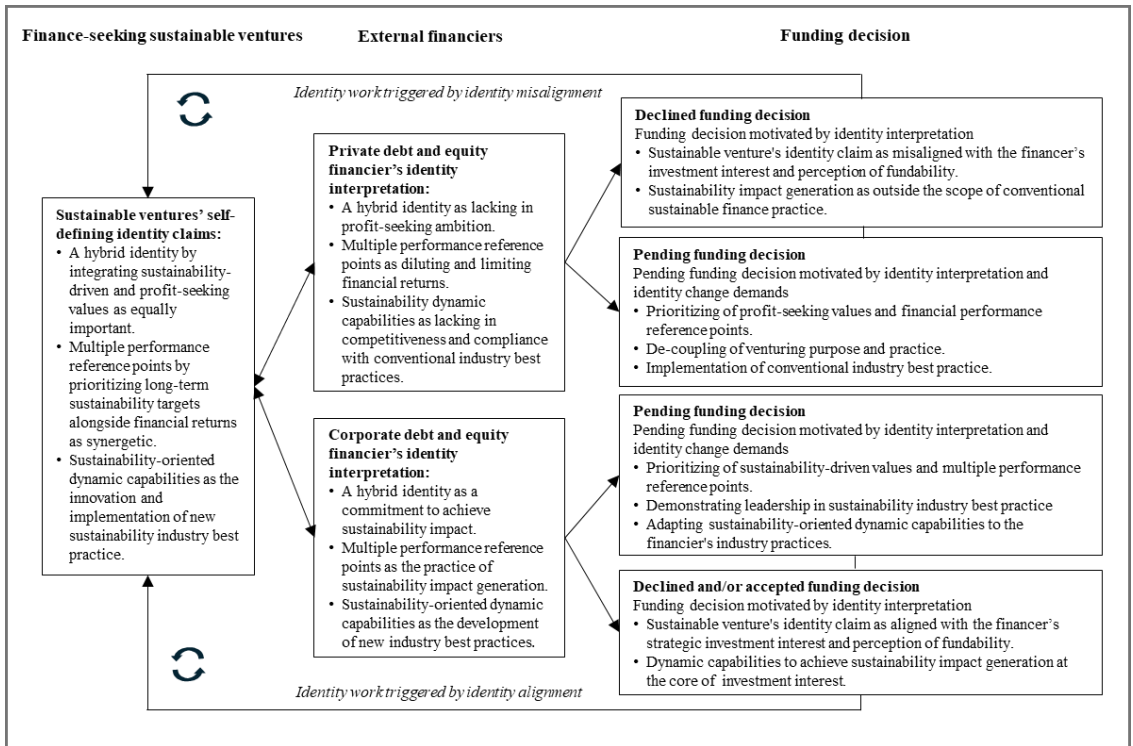 Finance-seeking sustainable ventures
External financiers
Funding decision
Identity work triggered by identity misalignment
Sustainable ventures' self-
defining identity claims:
• A hybrid identity by
integrating sustainability-
driven and profit-seeking
values as equally
important.
• Multiple performance
reference points by
prioritizing long-term
sustainability targets
alongside financial returns
as synergetic.
• Sustainability-oriented
dynamic capabilities as the
innovation and
implementation of new
sustainability industry best
practice.
Private debt and equity
financier's identity
interpretation:
• A hybrid identity as lacking in
profit-seeking ambition.
• Multiple performance reference
points as diluting and limiting
financial returns.
• Sustainability dynamic
capabilities as lacking in
competitiveness and compliance
with conventional industry best
practices.
Corporate debt and equity
financier's identity
interpretation:
• A hybrid identity as a
commitment to achieve
sustainability impact.
• Multiple performance reference
points as the practice of
sustainability impact generation.
• Sustainability-oriented dynamic
capabilities as the development
of new industry best practices.
Declined funding decision
Funding decision motivated by identity interpretation
• Sustainable venture's identity claim as misaligned with the financer's
investment interest and perception of fundability.
• Sustainability impact generation as outside the scope of conventional
sustainable finance practice.
Pending funding decision
Pending funding decision motivated by identity interpretation and
identity change demands
• Prioritizing of profit-seeking values and financial performance
reference points.
• De-coupling of venturing purpose and practice.
• Implementation of conventional industry best practice.
Pending funding decision
Pending funding decision motivated by identity interpretation and
identity change demands
• Prioritizing of sustainability-driven values and multiple performance
reference points.
• Demonstrating leadership in sustainability industry best practice
• Adapting sustainability-oriented dynamic capabilities to the
financier's industry practices.
Declined and/or accepted funding decision
Funding decision motivated by identity interpretation
• Sustainable venture's identity claim as aligned with the financer's
strategic investment interest and perception of fundability.
• Dynamic capabilities to achieve sustainability impact generation at
the core of investment interest.
Identity work triggered by identity alignment